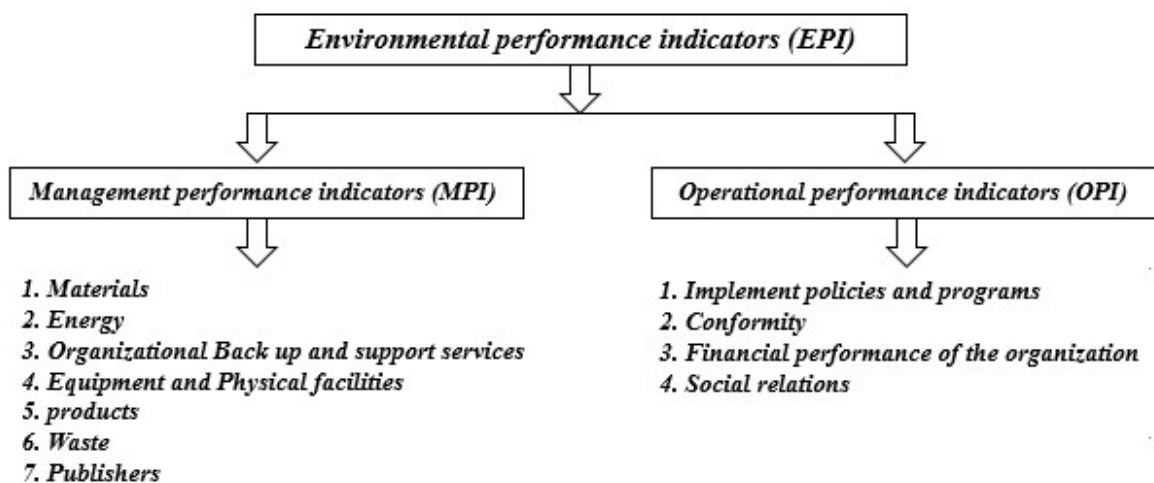 Environmental performance indicators (EPI)
Management performance indicators (MPI)
Operational performance indicators (OPI)
1. Materials
2. Energy
3. Organizational Back up and support services
4. Equipment and Physical facilities
5. products
6. Waste
7. Publishers
1. Implement policies and programs
2. Conformity
3. Financial performance of the organization
4. Social relations